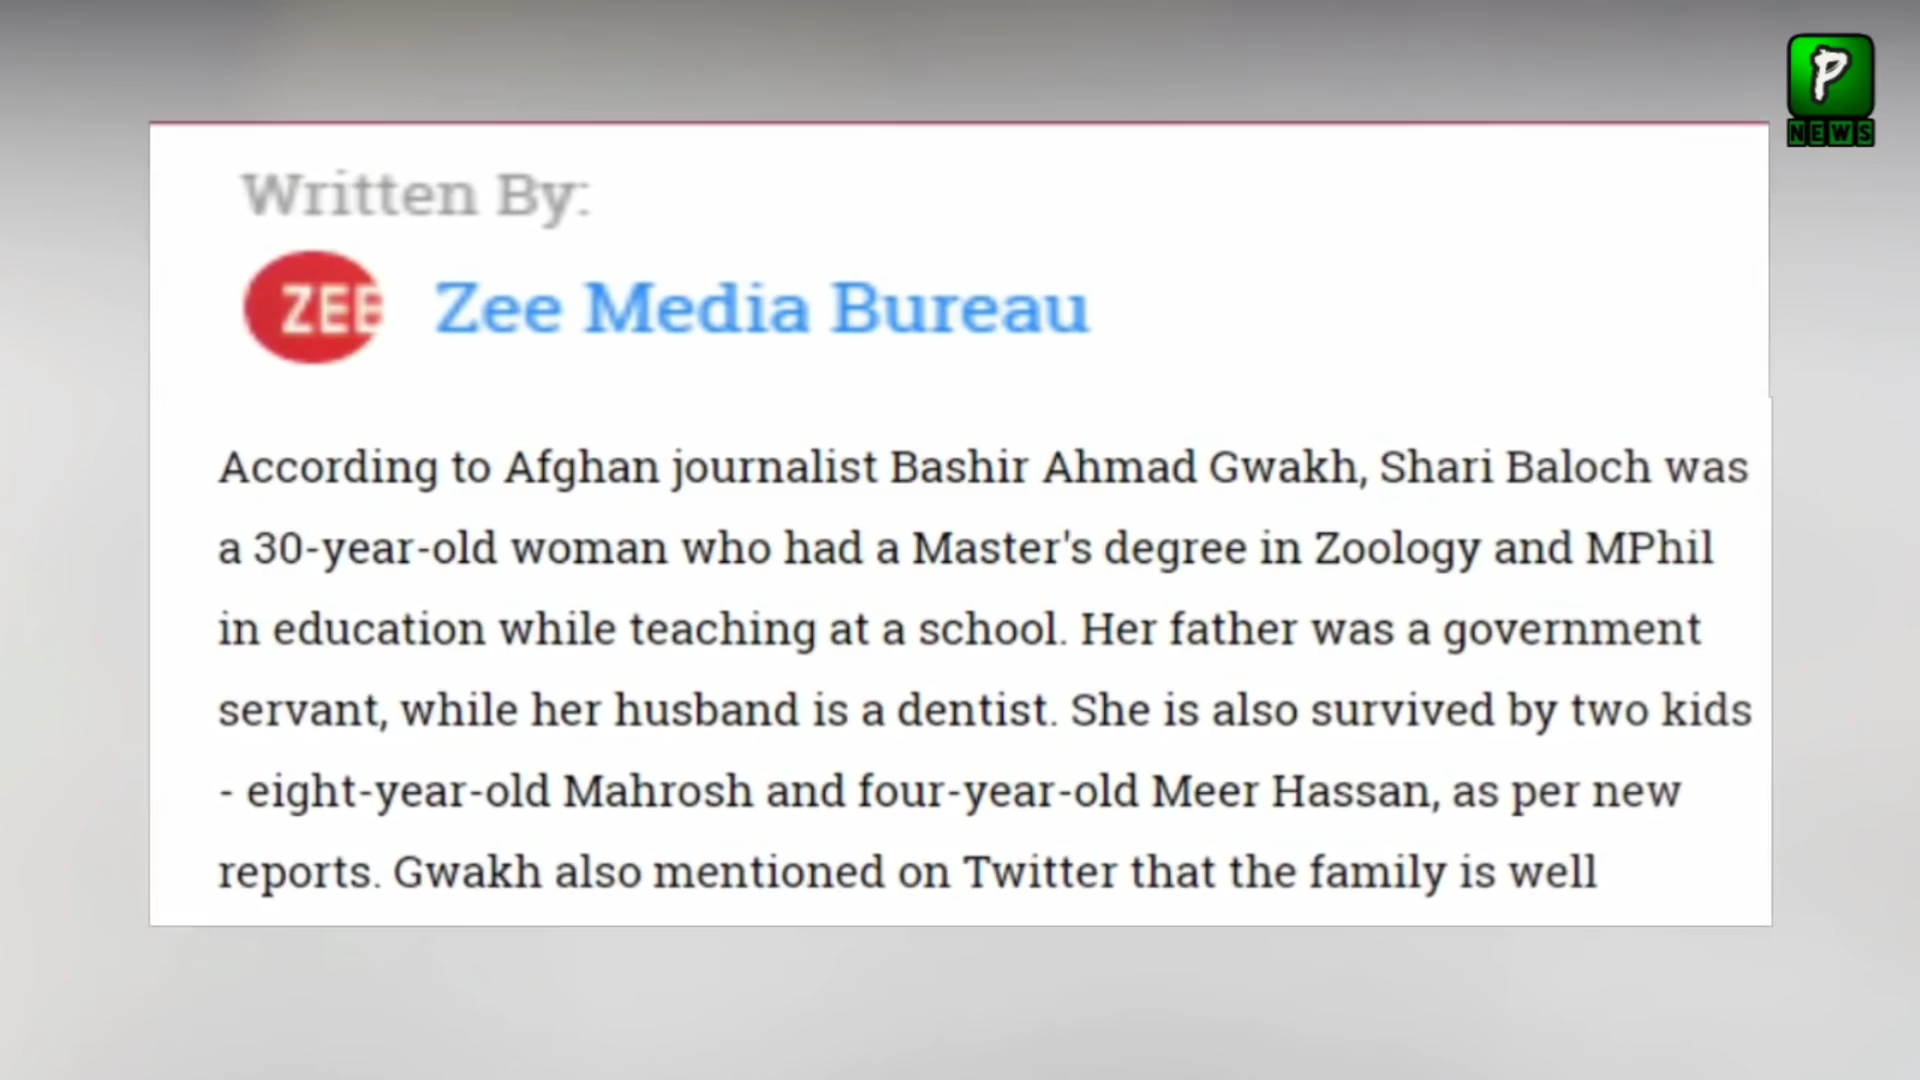 P
NEWS
Written By:
ZEE
Zee Media Bureau
According to Afghan journalist Bashir Ahmad Gwakh, Shari Baloch was
a 30-year-old woman who had a Master's degree in Zoology and MPhil
in education while teaching at a school. Her father was a government
servant, while her husband is a dentist. She is also survived by two kids
- eight-year-old Mahrosh and four-year-old Meer Hassan, as per new
reports. Gwakh also mentioned on Twitter that the family is well